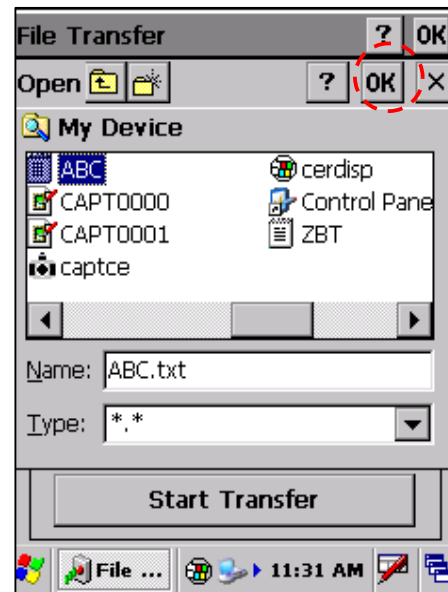 File Transfer ? OK
Open ? OK ×
My Device
ABC cerdisp
CAPT0000 Control Pane
CAPT0001 ZBT
captce
Name: ABC.txt
Type: *.*
Start Transfer
File ... 11:31 AM